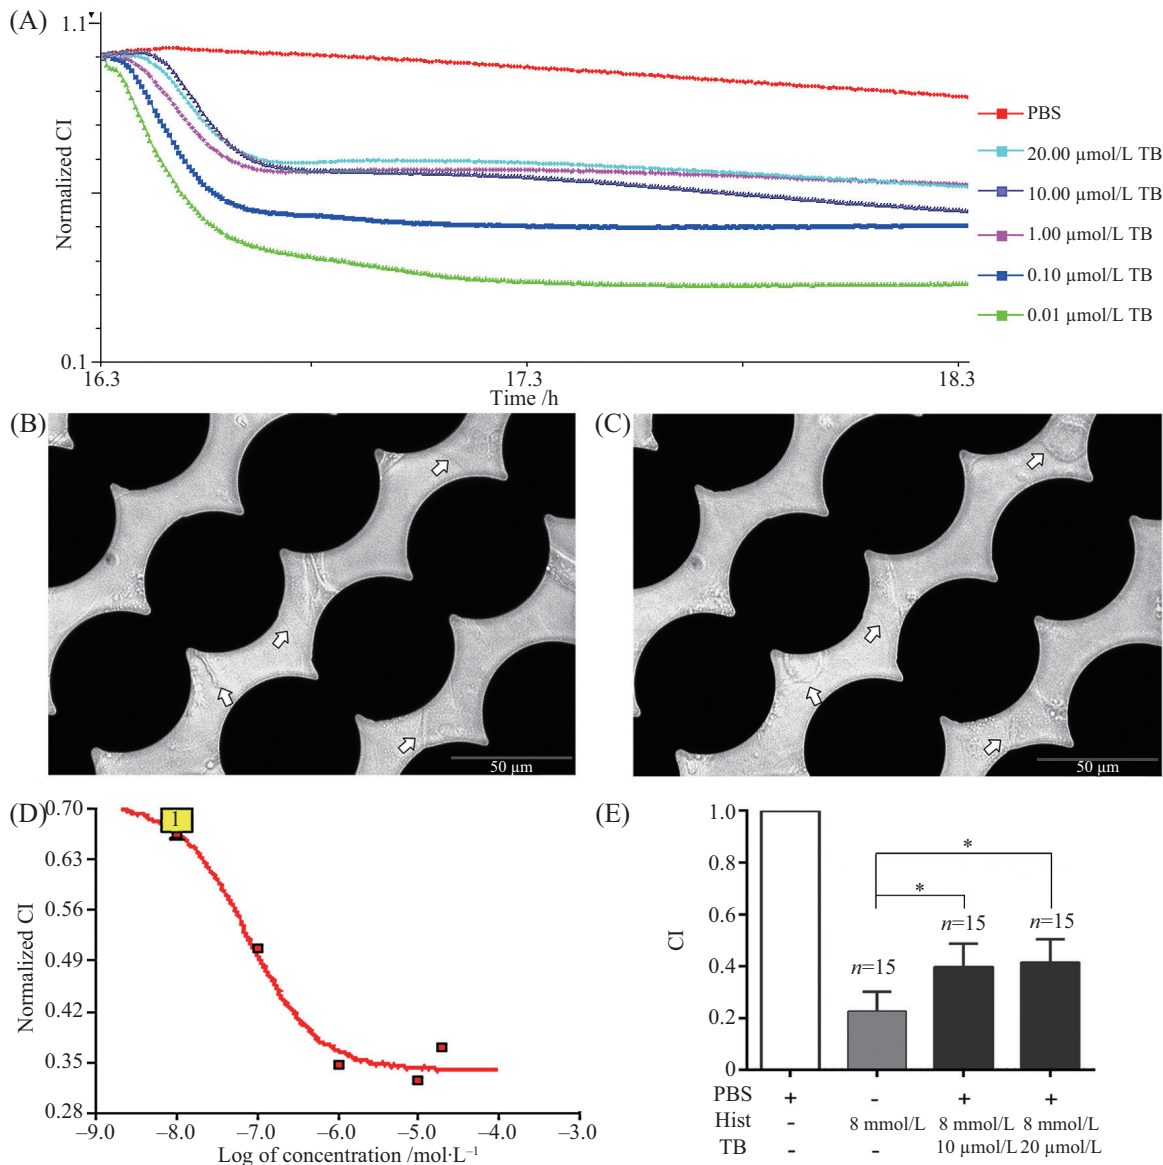 (A)
1.1
Normalized CI
0.1
16.3
17.3
18.3
Time /h
PBS
20.00 µmol/L TB
10.00 µmol/L TB
1.00 µmol/L TB
0.10 µmol/L TB
0.01 µmol/L TB
(B)
50 µm
(C)
50 µm
(D)
0.70
0.63
0.56
0.49
0.42
0.35
0.28
Normalized CI
1
–9.0 –8.0 –7.0 –6.0 –5.0 –4.0 –3.0
Log of concentration /mol·L⁻¹
(E)
1.0
0.8
0.6
0.4
0.2
0
CI
*
*
n=15
n=15
n=15
PBS + - + +
Hist - 8 mmol/L 8 mmol/L 8 mmol/L
TB - - 10 µmol/L 20 µmol/L